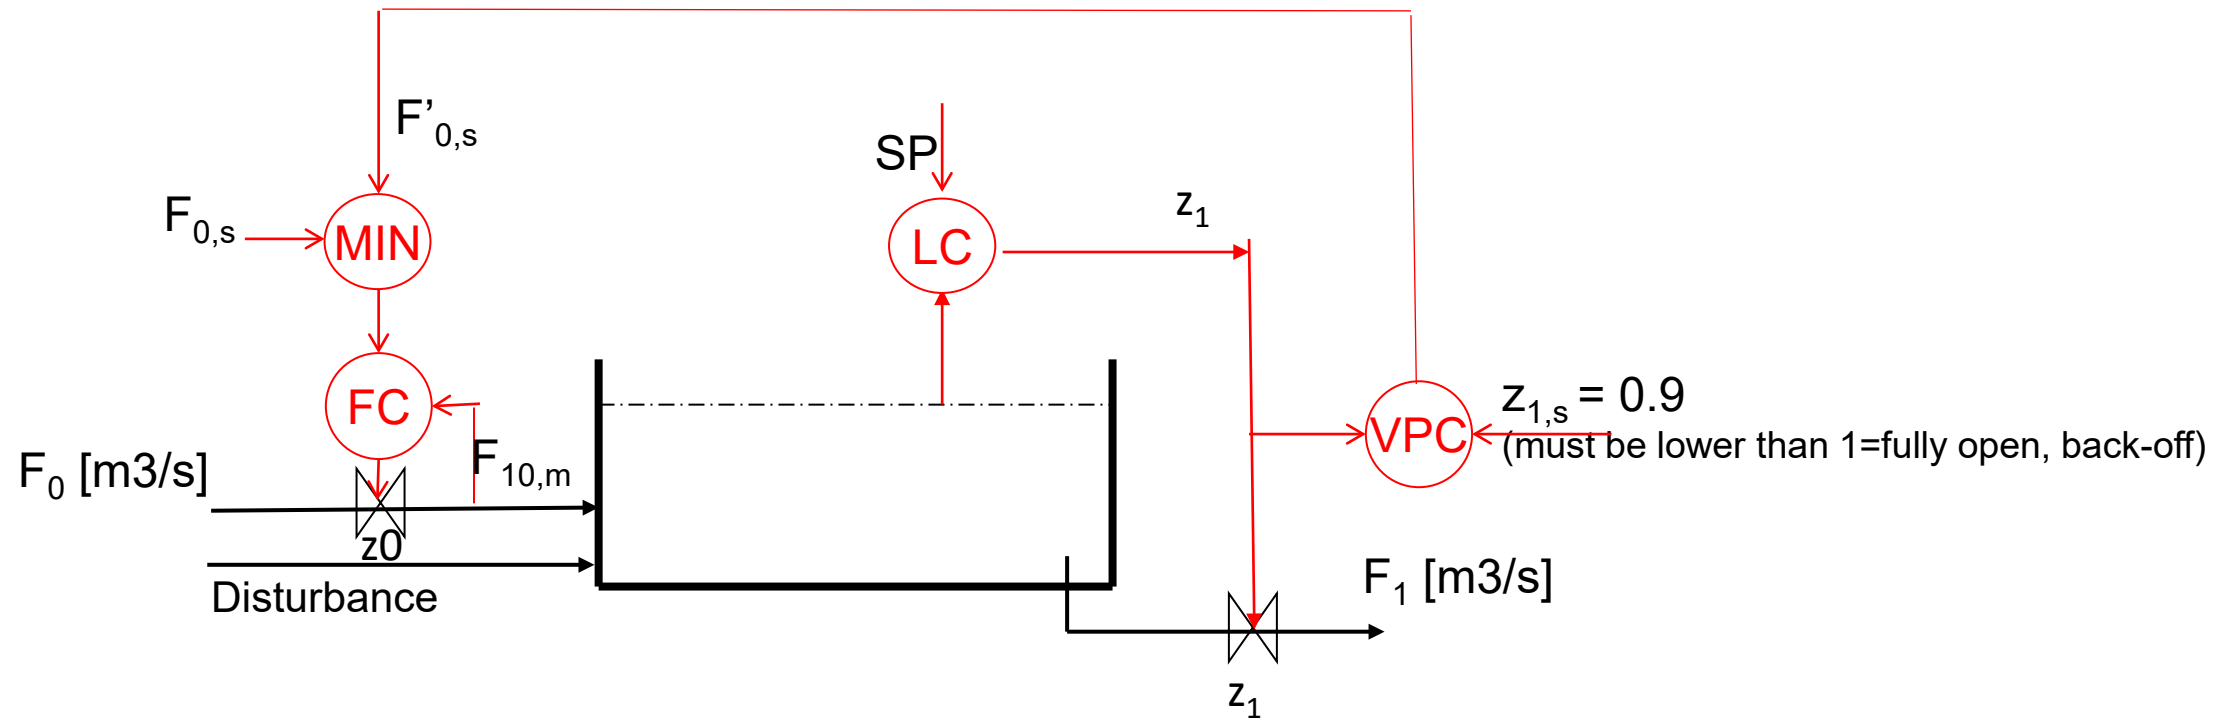 F’0,s
SP
F0,s
MIN
LC
z1
FC
z1,s = 0.9
VPC
(must be lower than 1=fully open, back-off)
F0 [m3/s]
F10,m
z0
Disturbance
F1 [m3/s]
z1